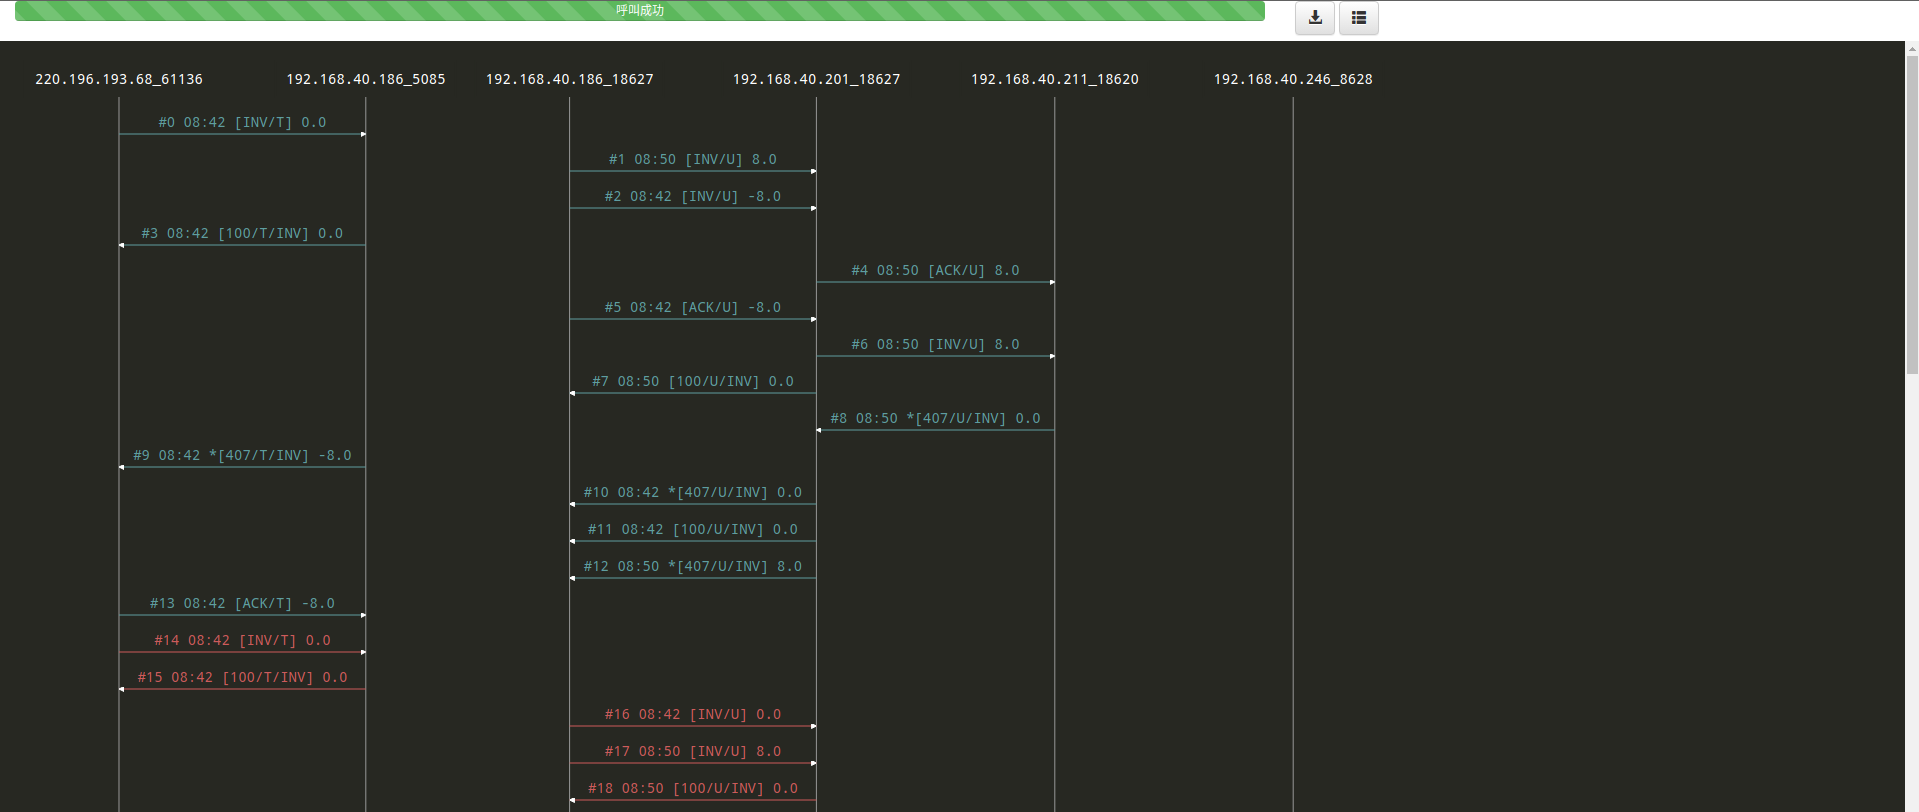 呼叫成功
220.196.193.68_61136 192.168.40.186_5085 192.168.40.186_18627 192.168.40.201_18627 192.168.40.211_18620 192.168.40.246_8628
#0 08:42 [INV/T] 0.0
#1 08:50 [INV/U] 8.0
#2 08:42 [INV/U] -8.0
#3 08:42 [100/T/INV] 0.0
#4 08:50 [ACK/U] 8.0
#5 08:42 [ACK/U] -8.0
#6 08:50 [INV/U] 8.0
#7 08:50 [100/U/INV] 0.0
#8 08:50 *[407/U/INV] 0.0
#9 08:42 *[407/T/INV] -8.0
#10 08:42 *[407/U/INV] 0.0
#11 08:42 [100/U/INV] 0.0
#12 08:50 *[407/U/INV] 8.0
#13 08:42 [ACK/T] -8.0
#14 08:42 [INV/T] 0.0
#15 08:42 [100/T/INV] 0.0
#16 08:42 [INV/U] 0.0
#17 08:50 [INV/U] 8.0
#18 08:50 [100/U/INV] 0.0